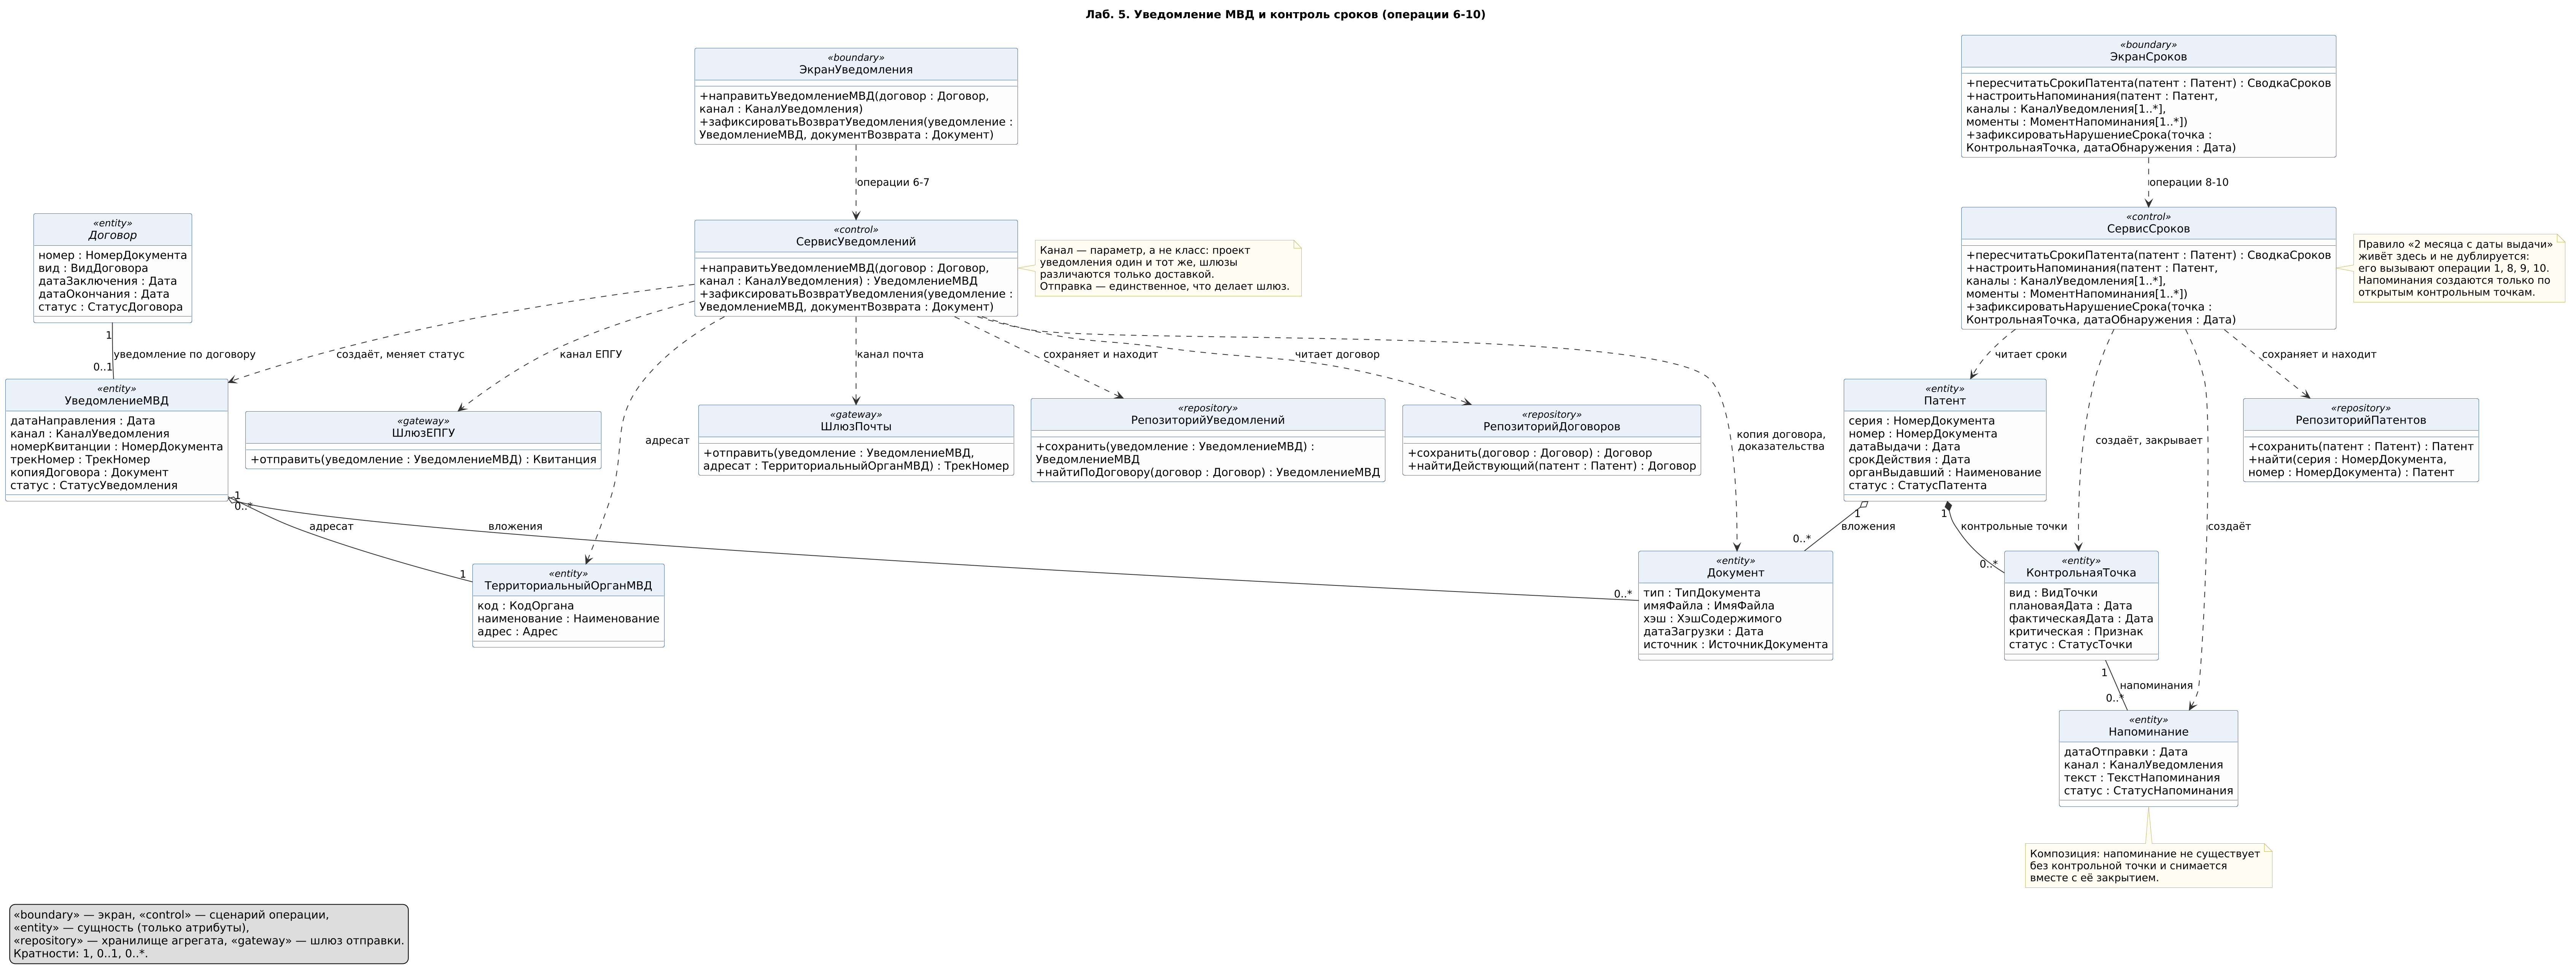 Лаб. 5. Уведомление МВД и контроль сроков (операции 6-10)
«boundary»
ЭкранУведомления
+направитьУведомлениеМВД(договор : Договор,
канал : КаналУведомления)
+зафиксироватьВозвратУведомления(уведомление :
УведомлениеМВД, документВозврата : Документ)
«boundary»
ЭкранСроков
+пересчитатьСрокиПатента(патент : Патент) : СводкаСроков
+настроитьНапоминания(патент : Патент,
каналы : КаналУведомления[1..*],
моменты : МоментНапоминания[1..*])
+зафиксироватьНарушениеСрока(точка :
КонтрольнаяТочка, датаОбнаружения : Дата)
операции 6-7
операции 8-10
«entity»
Договор
номер : НомерДокумента
вид : ВидДоговора
датаЗаключения : Дата
датаОкончания : Дата
статус : СтатусДоговора
«control»
СервисУведомлений
+направитьУведомлениеМВД(договор : Договор,
канал : КаналУведомления) : УведомлениеМВД
+зафиксироватьВозвратУведомления(уведомление :
УведомлениеМВД, документВозврата : Документ)
Канал — параметр, а не класс: проект
уведомления один и тот же, шлюзы
различаются только доставкой.
Отправка — единственное, что делает шлюз.
«control»
СервисСроков
+пересчитатьСрокиПатента(патент : Патент) : СводкаСроков
+настроитьНапоминания(патент : Патент,
каналы : КаналУведомления[1..*],
моменты : МоментНапоминания[1..*])
+зафиксироватьНарушениеСрока(точка :
КонтрольнаяТочка, датаОбнаружения : Дата)
Правило «2 месяца с даты выдачи»
живёт здесь и не дублируется:
его вызывают операции 1, 8, 9, 10.
Напоминания создаются только по
открытым контрольным точкам.
1
уведомление по договору
0..1
создаёт, меняет статус
канал ЕПГУ
канал почта
сохраняет и находит
читает договор
читает сроки
сохраняет и находит
«entity»
УведомлениеМВД
датаНаправления : Дата
канал : КаналУведомления
номерКвитанции : НомерДокумента
трекНомер : ТрекНомер
копияДоговора : Документ
статус : СтатусУведомления
«gateway»
ШлюзЕПГУ
+отправить(уведомление : УведомлениеМВД) : Квитанция
адресат
«gateway»
ШлюзПочты
+отправить(уведомление : УведомлениеМВД,
адресат : ТерриториальныйОрганМВД) : ТрекНомер
«repository»
РепозиторийУведомлений
+сохранить(уведомление : УведомлениеМВД) :
УведомлениеМВД
+найтиПоДоговору(договор : Договор) : УведомлениеМВД
«repository»
РепозиторийДоговоров
+сохранить(договор : Договор) : Договор
+найтиДействующий(патент : Патент) : Договор
копия договора,
доказательства
«entity»
Патент
серия : НомерДокумента
номер : НомерДокумента
датаВыдачи : Дата
срокДействия : Дата
органВыдавший : Наименование
статус : СтатусПатента
создаёт, закрывает
«repository»
РепозиторийПатентов
+сохранить(патент : Патент) : Патент
+найти(серия : НомерДокумента,
номер : НомерДокумента) : Патент
1
0..*
адресат
1
вложения
0..*
1
вложения
0..*
1
контрольные точки
0..*
создаёт
«entity»
ТерриториальныйОрганМВД
код : КодОргана
наименование : Наименование
адрес : Адрес
«entity»
Документ
тип : ТипДокумента
имяФайла : ИмяФайла
хэш : ХэшСодержимого
датаЗагрузки : Дата
источник : ИсточникДокумента
«entity»
КонтрольнаяТочка
вид : ВидТочки
плановаяДата : Дата
фактическаяДата : Дата
критическая : Признак
статус : СтатусТочки
1
напоминания
0..*
«entity»
Напоминание
датаОтправки : Дата
канал : КаналУведомления
текст : ТекстНапоминания
статус : СтатусНапоминания
Композиция: напоминание не существует
без контрольной точки и снимается
вместе с её закрытием.
«boundary» — экран, «control» — сценарий операции,
«entity» — сущность (только атрибуты),
«repository» — хранилище агрегата, «gateway» — шлюз отправки.
Кратности: 1, 0..1, 0..*.